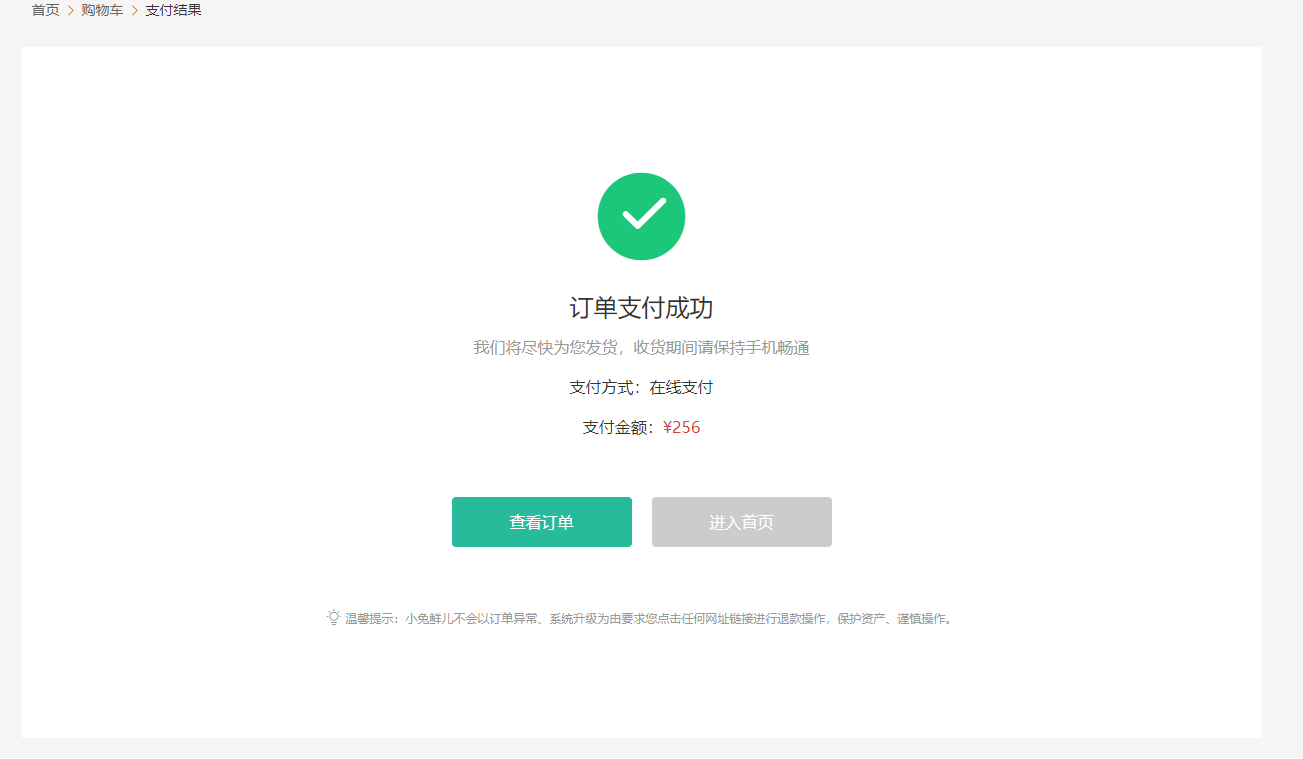 首页 > 购物车 > 支付结果
订单支付成功
我们将尽快为您发货，收货期间请保持手机畅通
支付方式：在线支付
支付金额：¥256
查看订单 进入首页
温馨提示：小兔鲜儿不会以订单异常、系统升级为由要求您点击任何网址链接进行退款操作，保护资产、谨慎操作。